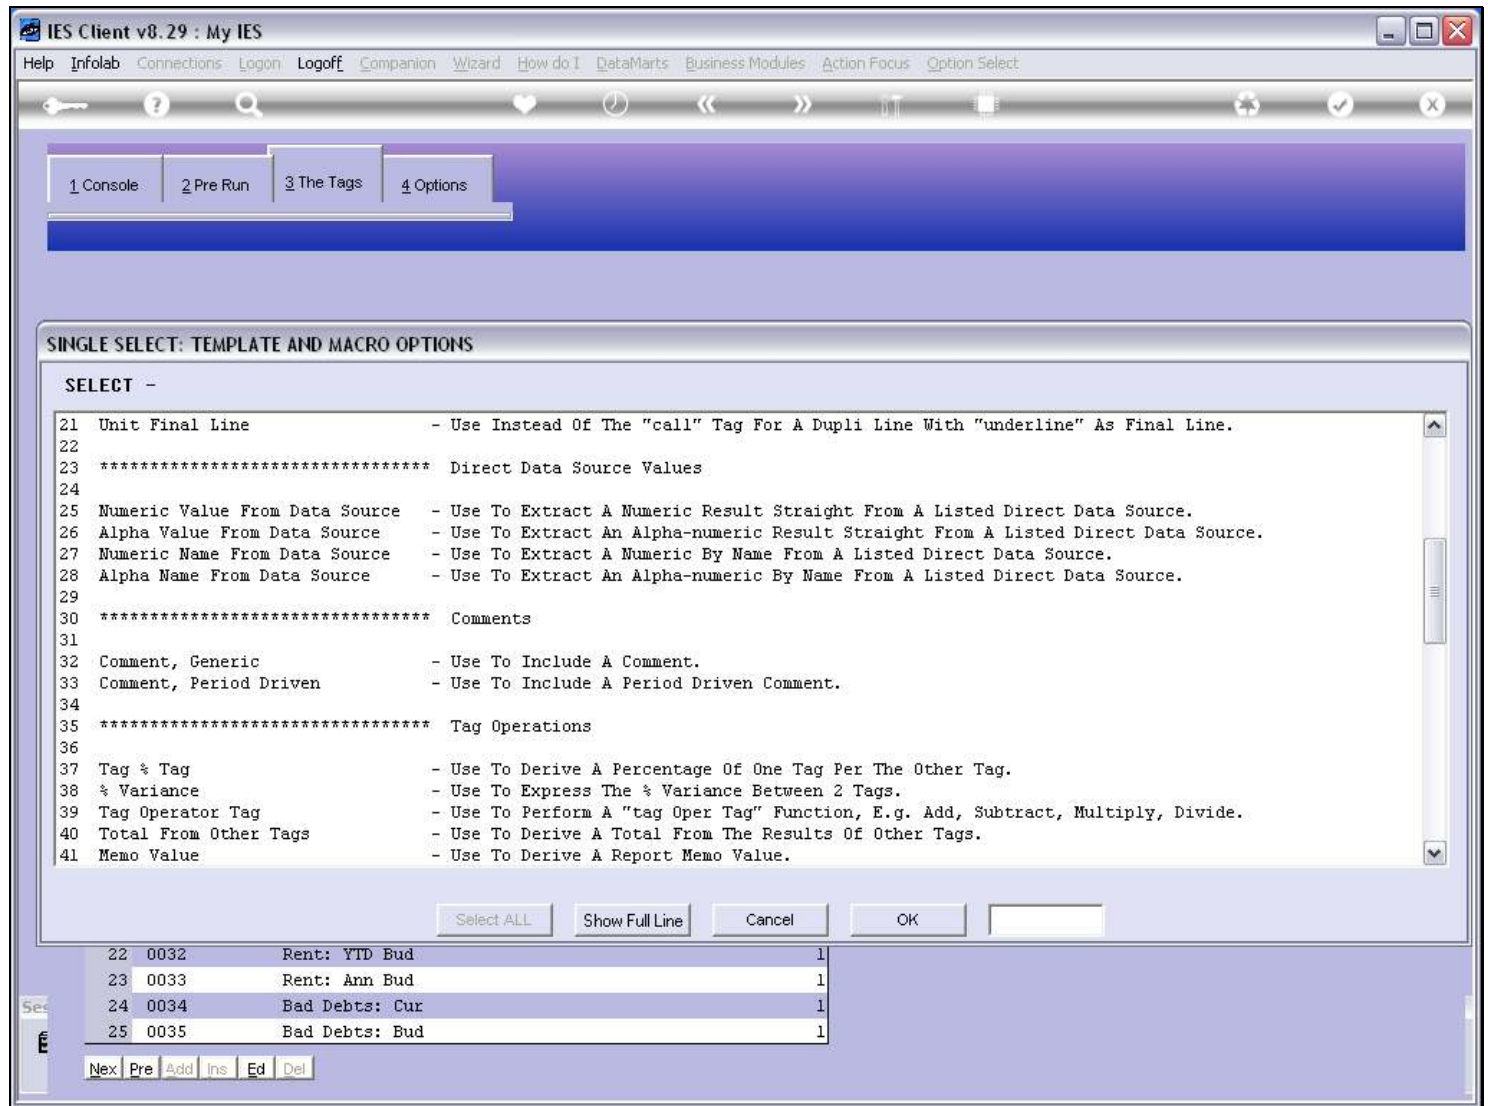 IES Client v8.29 : My IES
Help Infolab Connections Logon Logoff Companion Wizard How do I DataMarts Business Modules Action Focus Option Select
1 Console 2 Pre Run 3 The Tags 4 Options
SINGLE SELECT: TEMPLATE AND MACRO OPTIONS
SELECT -
21 Unit Final Line - Use Instead Of The "call" Tag For A Dupli Line With "underline" As Final Line.
22
23 ********************************* Direct Data Source Values
24
25 Numeric Value From Data Source - Use To Extract A Numeric Result Straight From A Listed Direct Data Source.
26 Alpha Value From Data Source - Use To Extract An Alpha-numeric Result Straight From A Listed Direct Data Source.
27 Numeric Name From Data Source - Use To Extract A Numeric By Name From A Listed Direct Data Source.
28 Alpha Name From Data Source - Use To Extract An Alpha-numeric By Name From A Listed Direct Data Source.
29
30 ********************************* Comments
31
32 Comment, Generic - Use To Include A Comment.
33 Comment, Period Driven - Use To Include A Period Driven Comment.
34
35 ********************************* Tag Operations
36
37 Tag % Tag - Use To Derive A Percentage Of One Tag Per The Other Tag.
38 % Variance - Use To Express The % Variance Between 2 Tags.
39 Tag Operator Tag - Use To Perform A "tag Oper Tag" Function, E.g. Add, Subtract, Multiply, Divide.
40 Total From Other Tags - Use To Derive A Total From The Results Of Other Tags.
41 Memo Value - Use To Derive A Report Memo Value.
Select ALL Show Full Line Cancel OK
22 0032 Rent: YTD Bud 1
23 0033 Rent: Ann Bud 1
24 0034 Bad Debts: Cur 1
25 0035 Bad Debts: Bud 1
Nex Pre Add Ins Ed Del